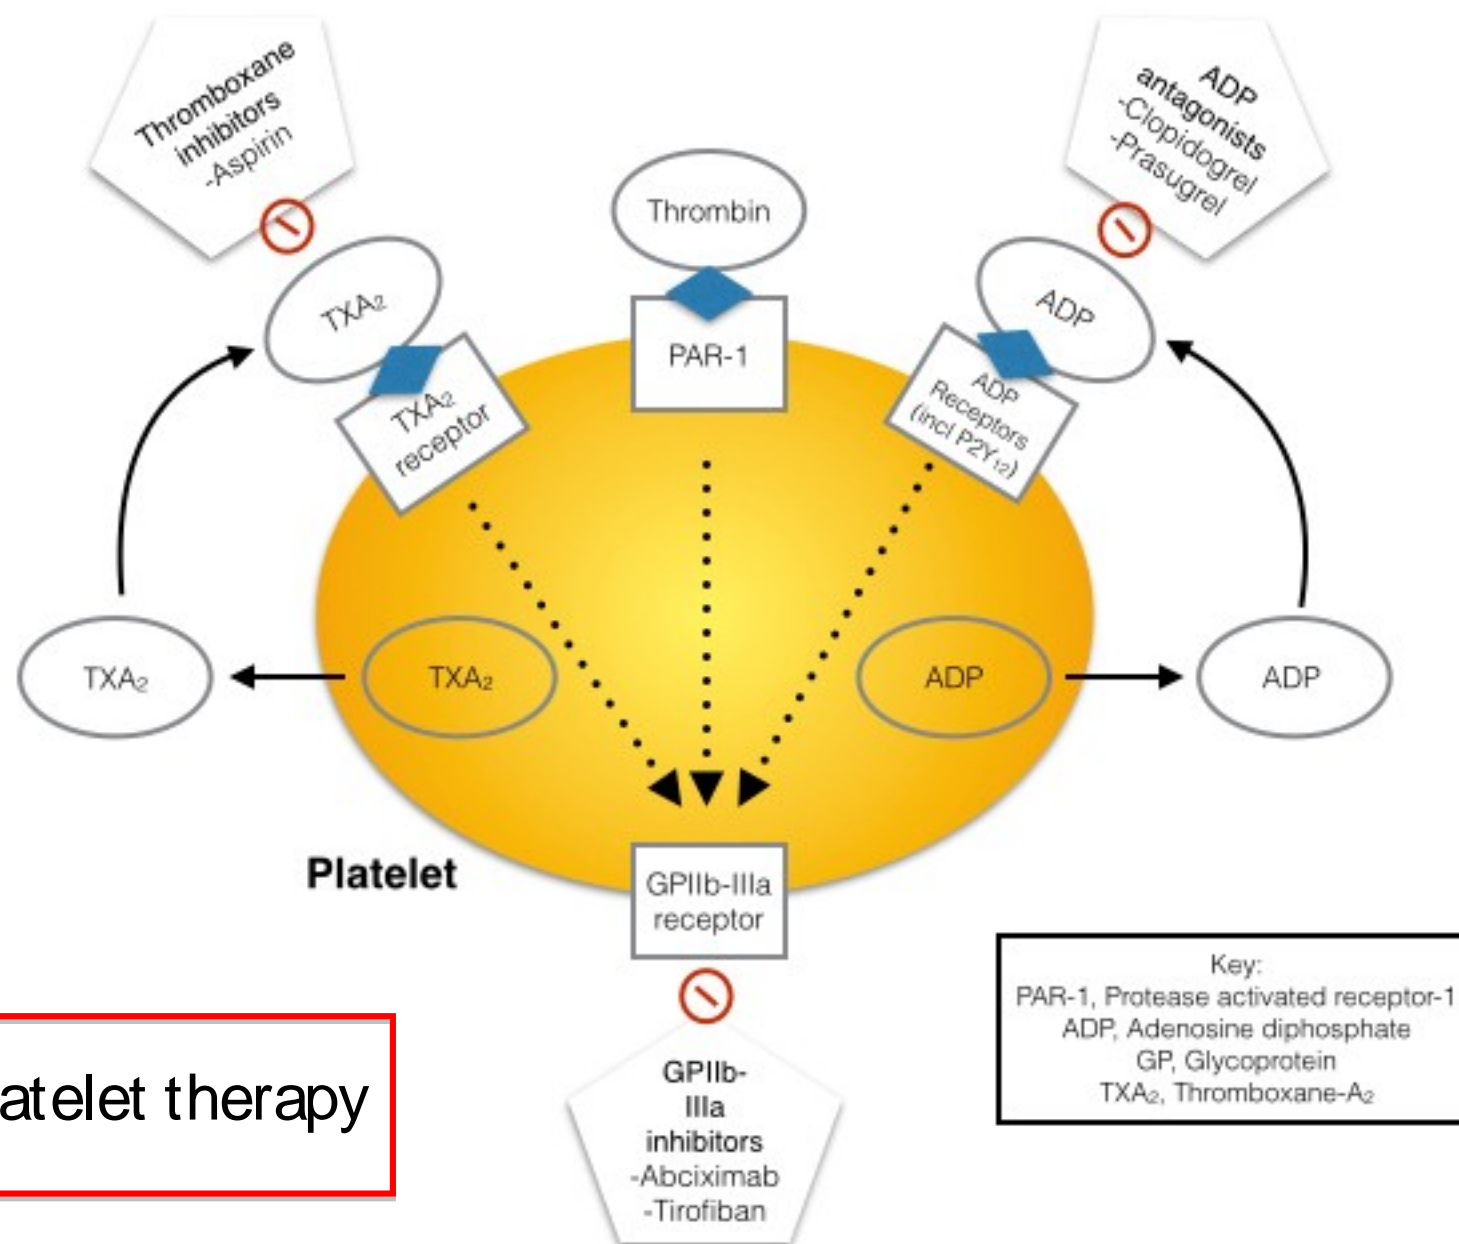 Thromboxane
inhibitors
-Aspirin
ADP
antagonists
-Clopidogrel
-Prasugrel
Thrombin
TXA₂
ADP
PAR-1
TXA₂
receptor
ADP
Receptors
(incl P2Y₁₂)
TXA₂
TXA₂
ADP
ADP
Platelet
GPIIb-IIIa
receptor
Key:
PAR-1, Protease activated receptor-1
ADP, Adenosine diphosphate
GP, Glycoprotein
TXA₂, Thromboxane-A₂
atelet therapy
GPIIb-
IIIa
inhibitors
-Abciximab
-Tirofiban